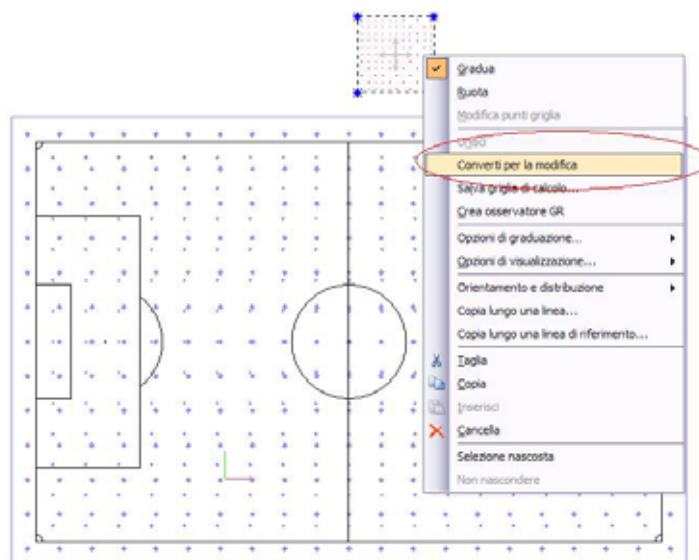 Gradua
Ruota
Modifica punti griglia
Unisci
Converti per la modifica
Salva griglia di calcolo...
Crea osservatore GR
Opzioni di graduazione...
Opzioni di visualizzazione...
Orientamento e distribuzione
Copia lungo una linea...
Copia lungo una linea di riferimento...
Taglia
Copia
Inserisci
Cancella
Selezione nascosta
Non nascondere